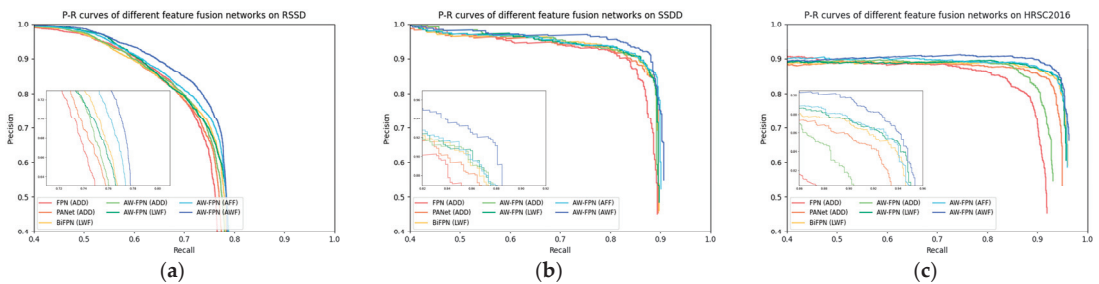 P-R curves of different feature fusion networks on RSSD
1.0
0.9
0.8
0.7
0.6
0.5
0.4
Precision
0.4 0.5 0.6 0.7 0.8 0.9 1.0
Recall
FPN (ADD) AW-FPN (ADD) AW-FPN (AFF)
PANet (ADD) AW-FPN (LWF) AW-FPN (AWF)
BiFPN (LWF)
(a)
P-R curves of different feature fusion networks on SSDD
1.0
0.9
0.8
0.7
0.6
0.5
0.4
Precision
0.4 0.5 0.6 0.7 0.8 0.9 1.0
Recall
FPN (ADD) AW-FPN (ADD) AW-FPN (AFF)
PANet (ADD) AW-FPN (LWF) AW-FPN (AWF)
BiFPN (LWF)
(b)
P-R curves of different feature fusion networks on HRSC2016
1.0
0.9
0.8
0.7
0.6
0.5
0.4
Precision
0.4 0.5 0.6 0.7 0.8 0.9 1.0
Recall
FPN (ADD) AW-FPN (ADD) AW-FPN (AFF)
PANet (ADD) AW-FPN (LWF) AW-FPN (AWF)
BiFPN (LWF)
(c)